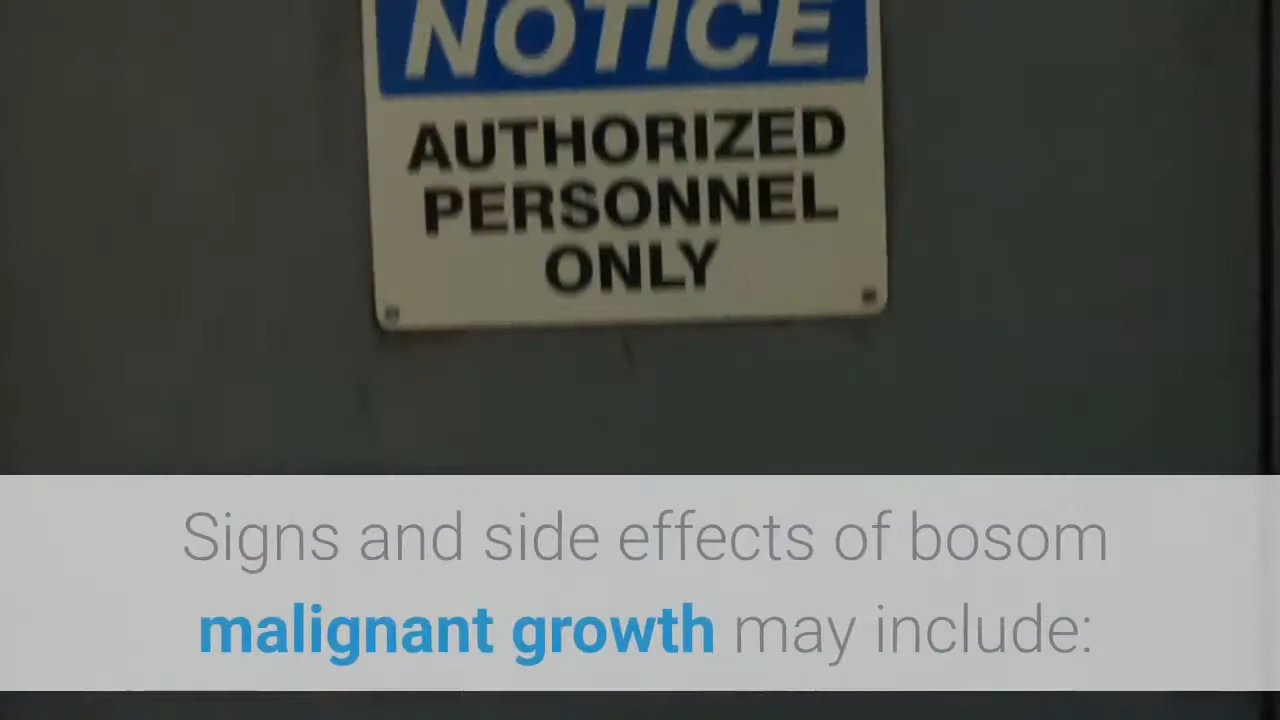 NOTICE
AUTHORIZED
PERSONNEL
ONLY
Signs and side effects of bosom
malignant growth may include: